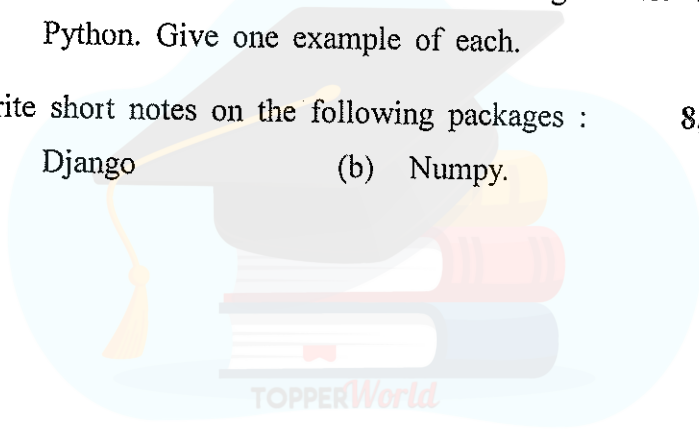 Python. Give one example of each.
rite short notes on the following packages : 8.
Django (b) Numpy.
TOPPERWorld